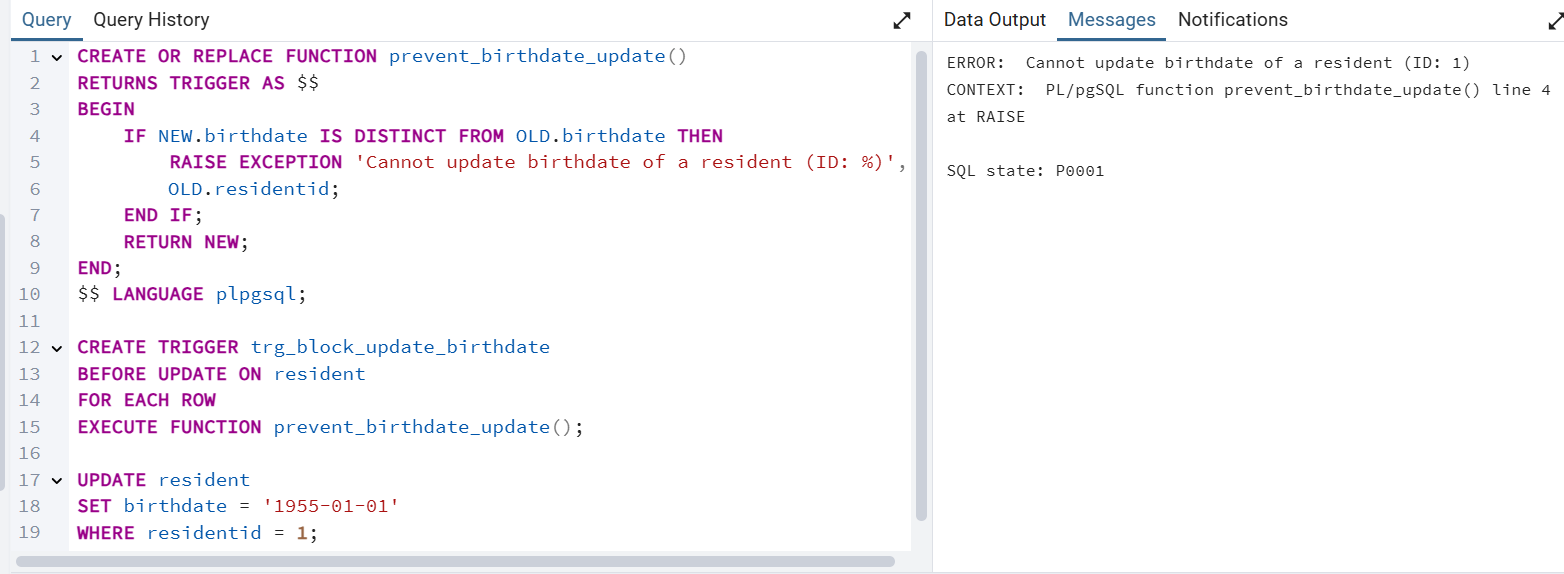 Query Query History
1 CREATE OR REPLACE FUNCTION prevent_birthdate_update()
2 RETURNS TRIGGER AS $$
3 BEGIN
4     IF NEW.birthdate IS DISTINCT FROM OLD.birthdate THEN
5         RAISE EXCEPTION 'Cannot update birthdate of a resident (ID: %)',
6         OLD.residentid;
7     END IF;
8     RETURN NEW;
9 END;
10 $$ LANGUAGE plpgsql;
11
12 CREATE TRIGGER trg_block_update_birthdate
13 BEFORE UPDATE ON resident
14 FOR EACH ROW
15 EXECUTE FUNCTION prevent_birthdate_update();
16
17 UPDATE resident
18 SET birthdate = '1955-01-01'
19 WHERE residentid = 1;
Data Output Messages Notifications
ERROR:  Cannot update birthdate of a resident (ID: 1)
CONTEXT:  PL/pgSQL function prevent_birthdate_update() line 4
at RAISE
SQL state: P0001